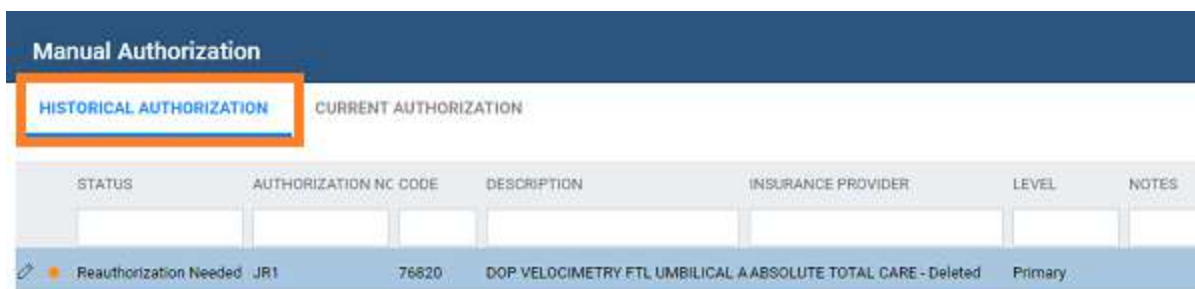 Manual Authorization
HISTORICAL AUTHORIZATION CURRENT AUTHORIZATION
STATUS AUTHORIZATION NC CODE DESCRIPTION INSURANCE PROVIDER LEVEL NOTES
Reauthorization Needed JR1 76820 DOP VELOCIMETRY FTL UMBILICAL A ABSOLUTE TOTAL CARE - Deleted Primary